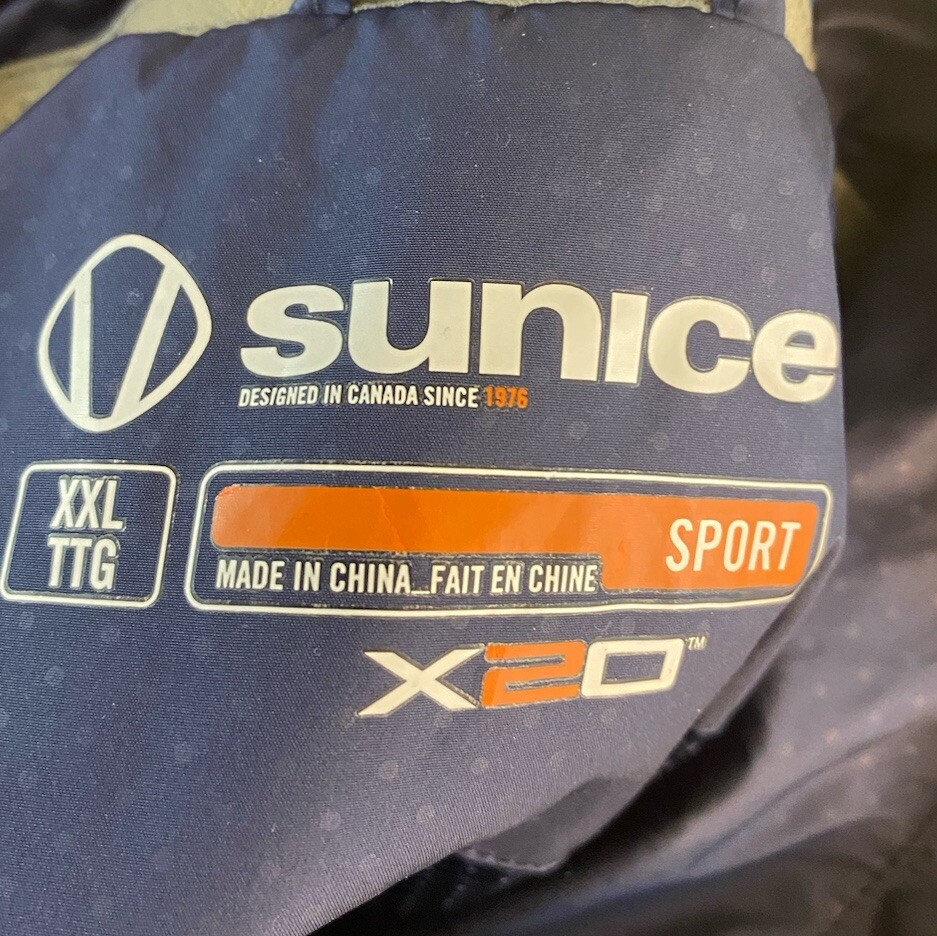 sunice
DESIGNED IN CANADA SINCE 1976
XXL
TTG
SPORT
MADE IN CHINA_FAIT EN CHINE
X20™